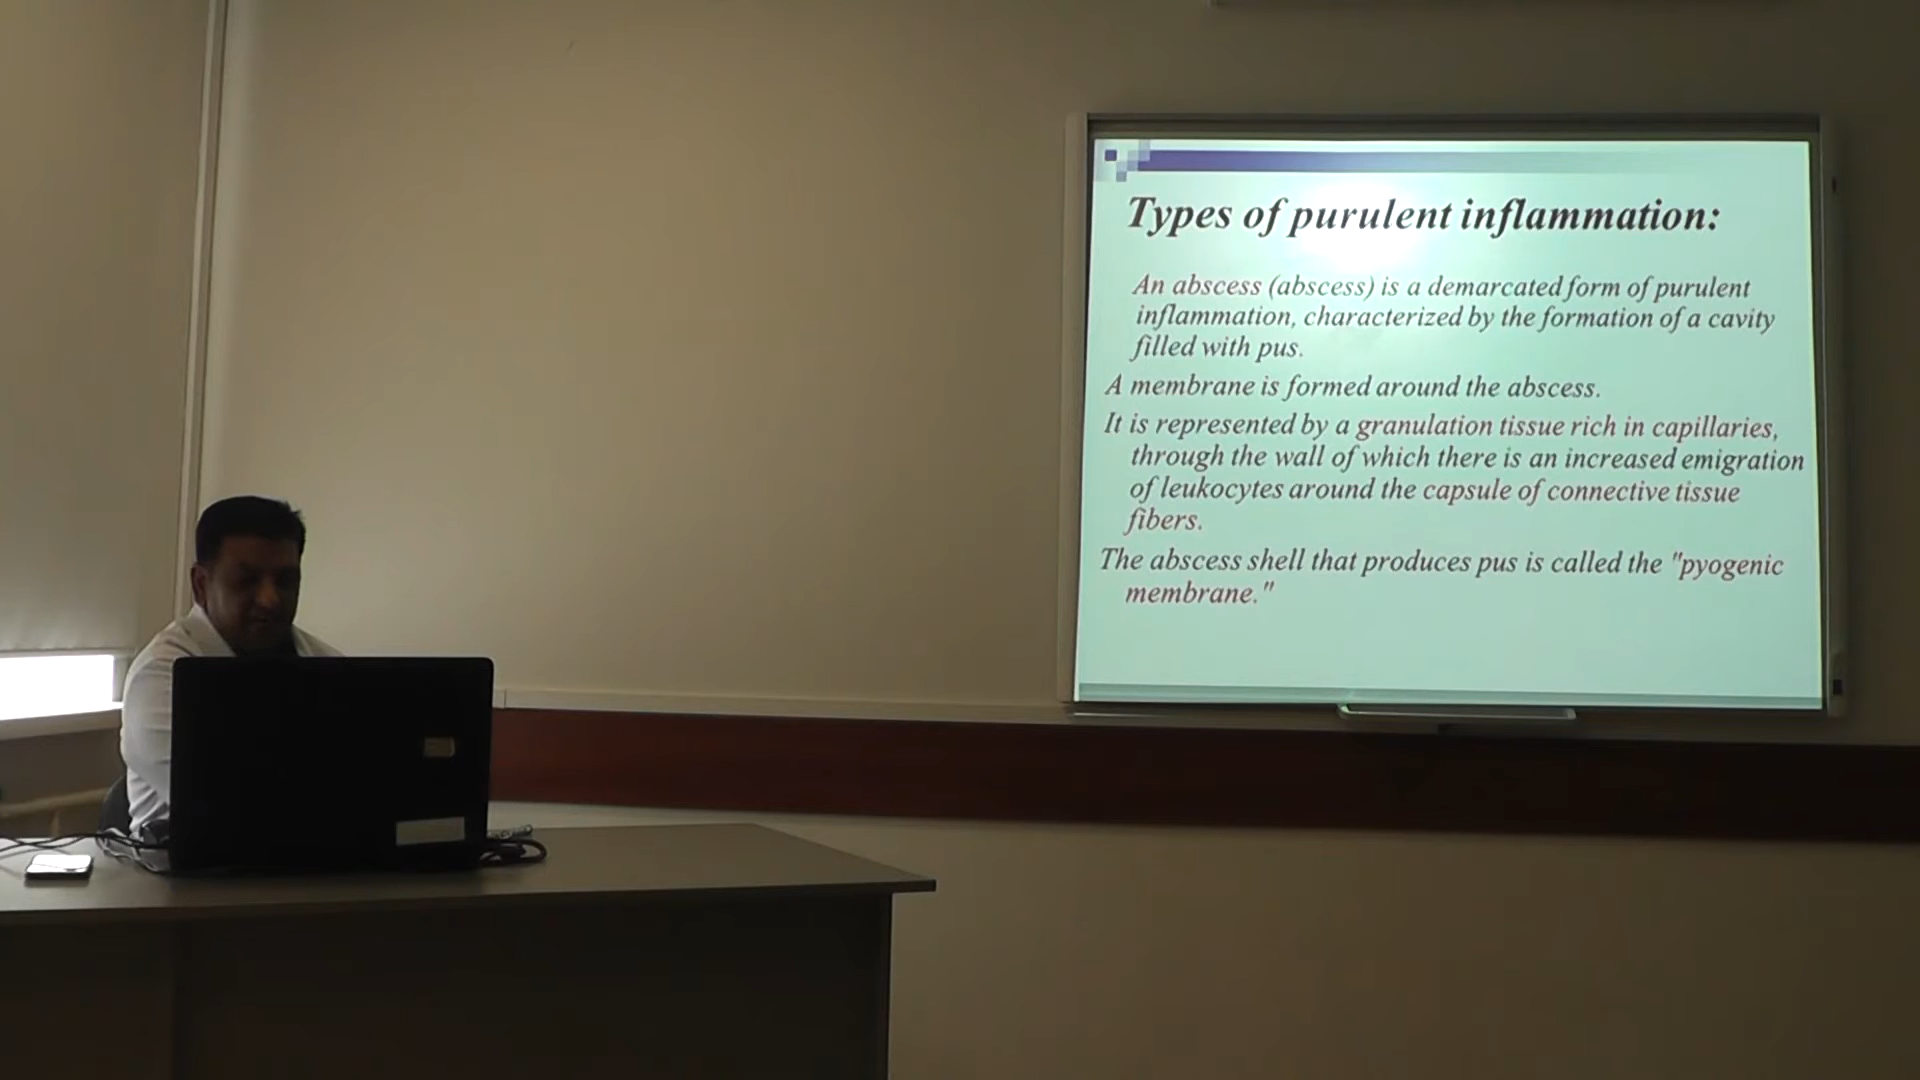 Types of purulent inflammation:
An abscess (abscess) is a demarcated form of purulent
inflammation, characterized by the formation of a cavity
filled with pus.
A membrane is formed around the abscess.
It is represented by a granulation tissue rich in capillaries,
through the wall of which there is an increased emigration
of leukocytes around the capsule of connective tissue
fibers.
The abscess shell that produces pus is called the "pyogenic
membrane."